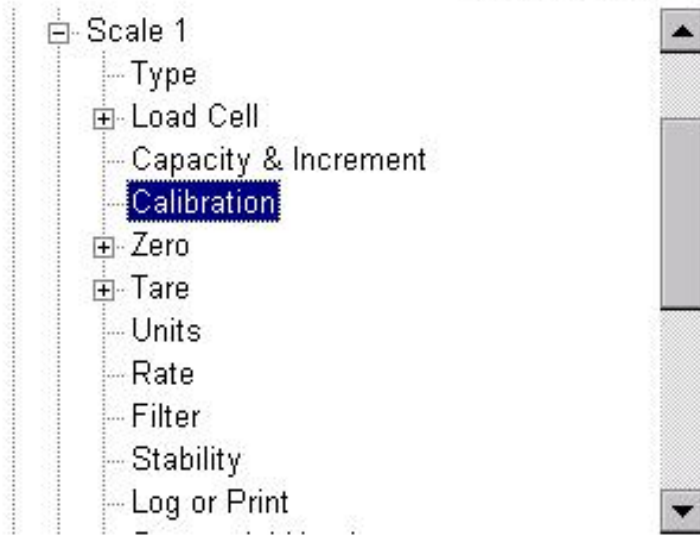 Scale 1
Type
Load Cell
Capacity & Increment
Calibration
Zero
Tare
Units
Rate
Filter
Stability
Log or Print